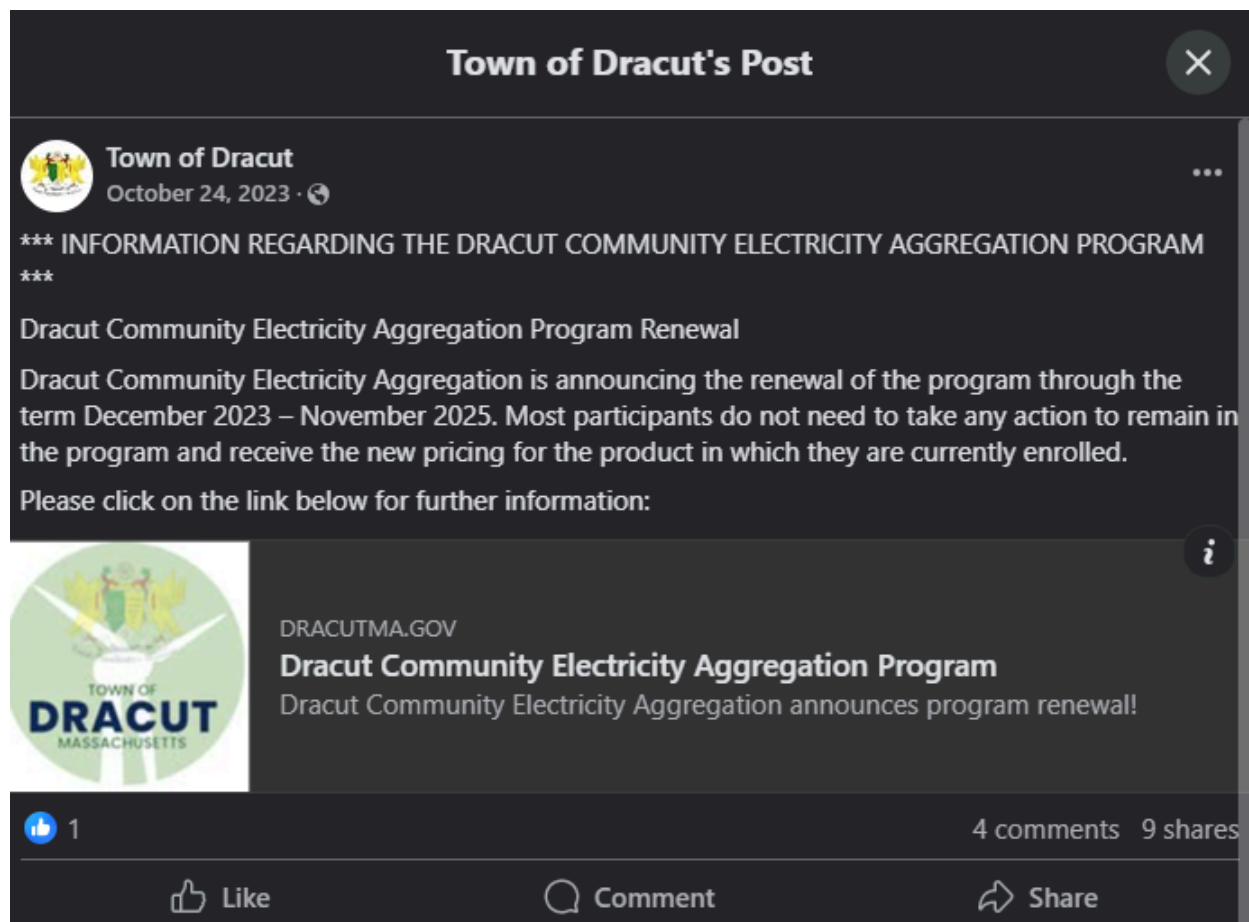 Town of Dracut's Post
Town of Dracut
October 24, 2023 ·
*** INFORMATION REGARDING THE DRACUT COMMUNITY ELECTRICITY AGGREGATION PROGRAM
***
Dracut Community Electricity Aggregation Program Renewal
Dracut Community Electricity Aggregation is announcing the renewal of the program through the
term December 2023 – November 2025. Most participants do not need to take any action to remain in
the program and receive the new pricing for the product in which they are currently enrolled.
Please click on the link below for further information:
TOWN OF
DRACUT
MASSACHUSETTS
DRACUTMA.GOV
Dracut Community Electricity Aggregation Program
Dracut Community Electricity Aggregation announces program renewal!
1
4 comments 9 shares
Like Comment Share